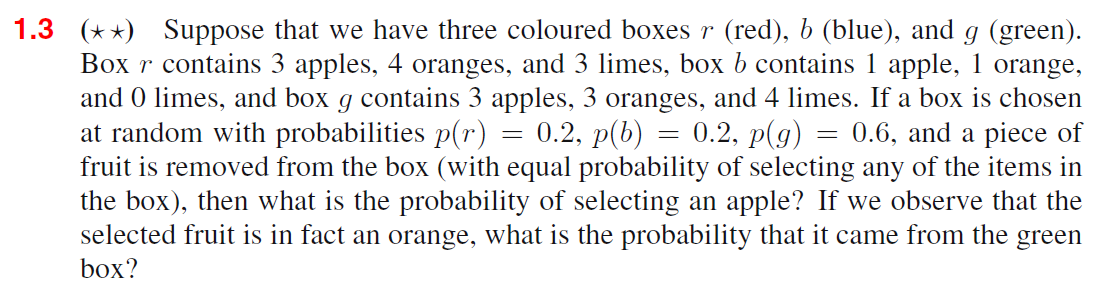 1.3 (⋆⋆) Suppose that we have three coloured boxes r (red), b (blue), and g (green).
Box r contains 3 apples, 4 oranges, and 3 limes, box b contains 1 apple, 1 orange,
and 0 limes, and box g contains 3 apples, 3 oranges, and 4 limes. If a box is chosen
at random with probabilities p(r) = 0.2, p(b) = 0.2, p(g) = 0.6, and a piece of
fruit is removed from the box (with equal probability of selecting any of the items in
the box), then what is the probability of selecting an apple? If we observe that the
selected fruit is in fact an orange, what is the probability that it came from the green
box?